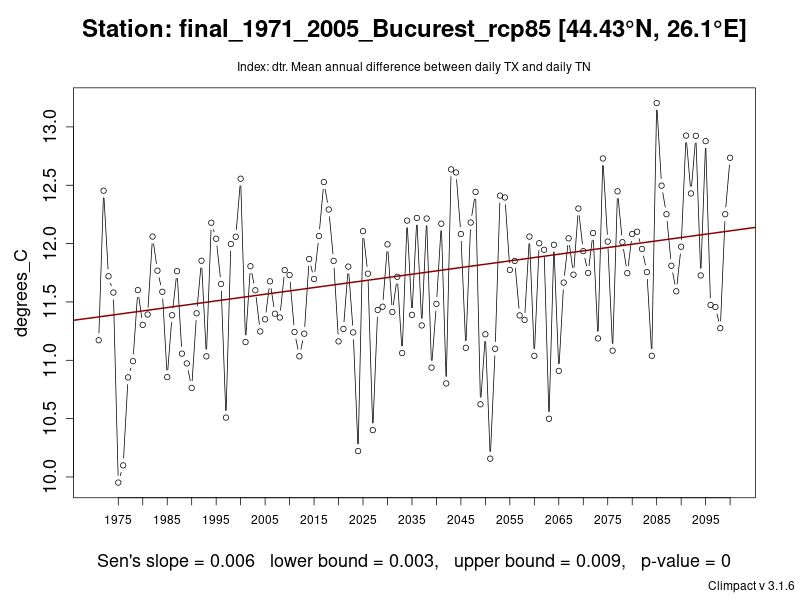 Station: final_1971_2005_Bucurest_rcp85 [44.43°N, 26.1°E]
Index: dtr. Mean annual difference between daily TX and daily TN
degrees_C
13.0
12.5
12.0
11.5
11.0
10.5
10.0
1975 1985 1995 2005 2015 2025 2035 2045 2055 2065 2075 2085 2095
Sen's slope = 0.006 lower bound = 0.003, upper bound = 0.009, p-value = 0
Climpact v 3.1.6